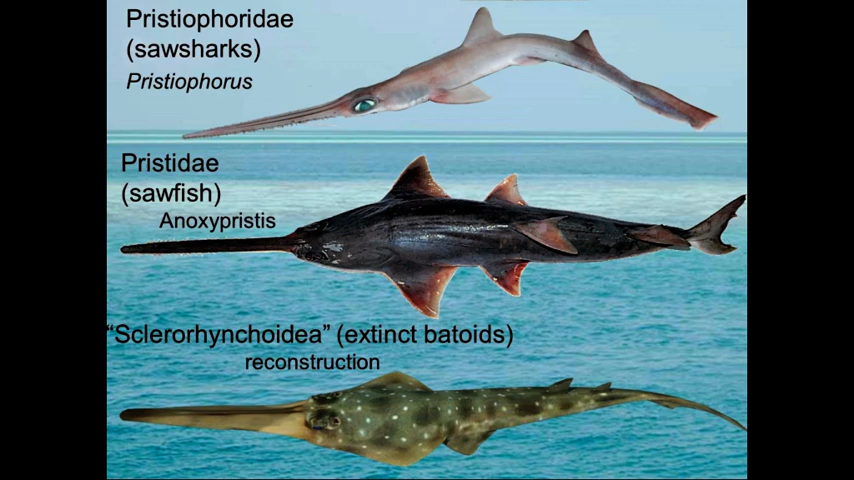 Pristiophoridae
(sawsharks)
Pristiophorus
Pristidae
(sawfish)
Anoxypristis
“Sclerorhynchoidea” (extinct batoids)
reconstruction